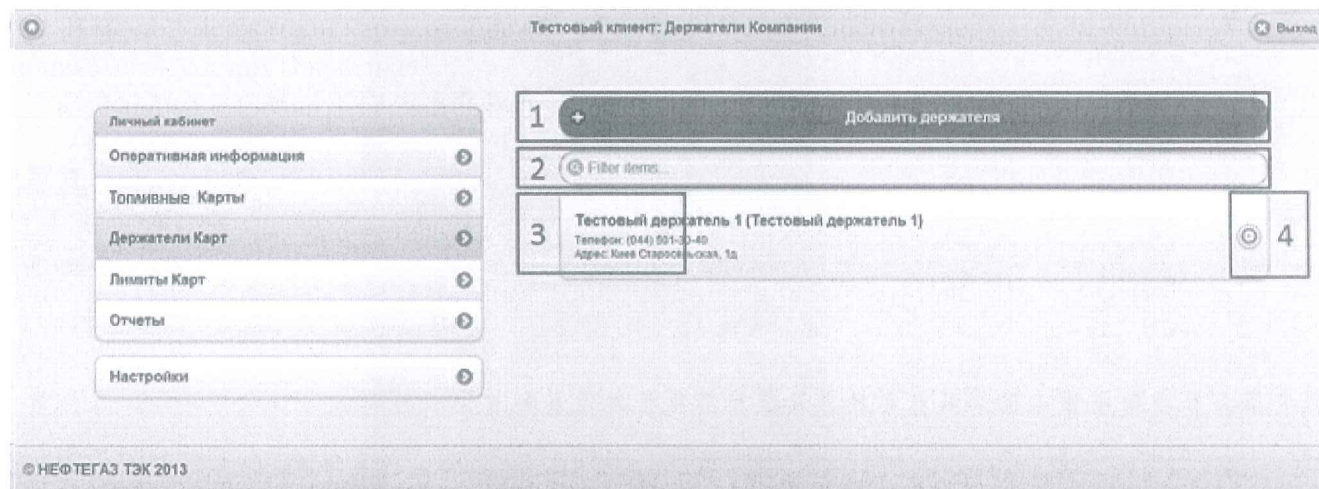 Тестовый клиент: Держатели Компании
Выход
Личный кабинет
Оперативная информация
Топливные Карты
Держатели Карт
Лимиты Карт
Отчеты
Настройки
1 Добавить держателя
2 Filter items...
3 Тестовый держатель 1 (Тестовый держатель 1) 4
Телефон: (044) 501-30-40
Адрес: Киев Старосельская, 1д
© НЕФТЕГАЗ ТЭК 2013